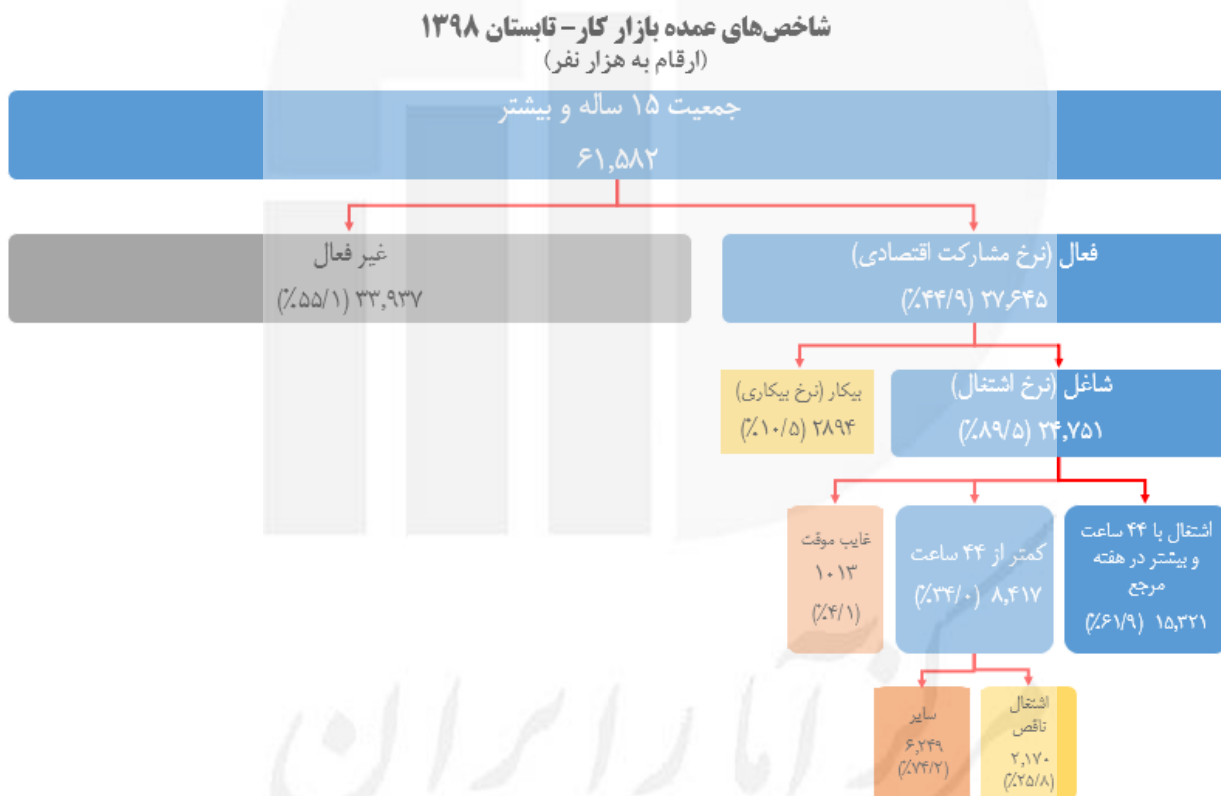 شاخص‌های عمده بازار کار- تابستان ۱۳۹۸
(ارقام به هزار نفر)
جمعیت ۱۵ ساله و بیشتر
۶۱,۵۸۲
فعال (نرخ مشارکت اقتصادی)
۲۷,۶۴۵ (٪۴۴/۹)
غیر فعال
۳۳,۹۳۷ (٪۵۵/۱)
شاغل (نرخ اشتغال)
۲۴,۷۵۱ (٪۸۹/۵)
بیکار (نرخ بیکاری)
۲۸۹۴ (٪۱۰/۵)
اشتغال با ۴۴ ساعت
و بیشتر در هفته
مرجع
۱۵,۳۲۱ (٪۶۱/۹)
کمتر از ۴۴ ساعت
۸,۴۱۷ (٪۳۴/۰)
غایب موقت
۱۰۱۳
(٪۴/۱)
اشتغال
ناقص
۲,۱۷۰
(٪۲۵/۸)
سایر
۶,۲۴۹
(٪۷۴/۲)
مرکز آمار ایران